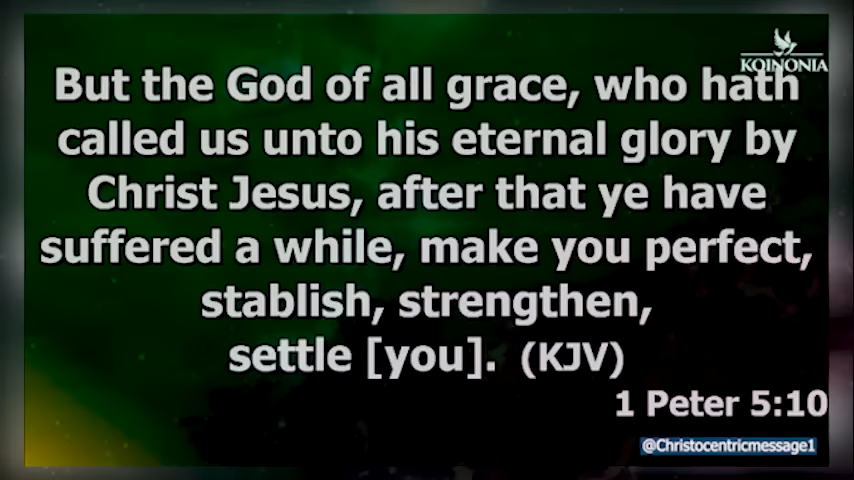 KOINONIA
But the God of all grace, who hath
called us unto his eternal glory by
Christ Jesus, after that ye have
suffered a while, make you perfect,
stablish, strengthen,
settle [you]. (KJV)
1 Peter 5:10
@Christocentricmessage1